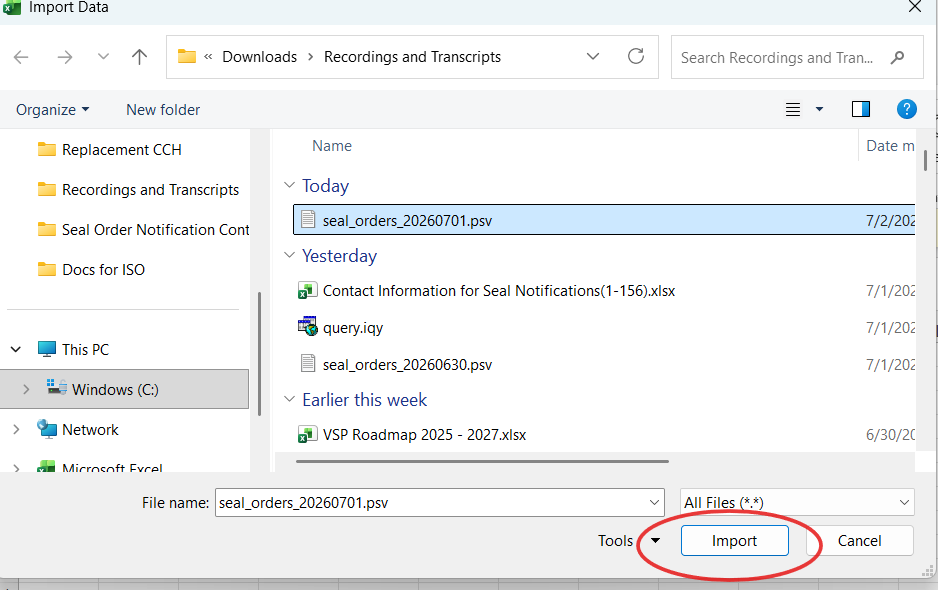 Import Data
« Downloads › Recordings and Transcripts
Search Recordings and Tran...
Organize
New folder
?
Replacement CCH
Recordings and Transcripts
Seal Order Notification Cont
Docs for ISO
This PC
Windows (C:)
Network
Microsoft Excel
Name
Date m
Today
seal_orders_20260701.psv
7/2/202
Yesterday
Contact Information for Seal Notifications(1-156).xlsx
7/1/202
query.iqy
7/1/202
seal_orders_20260630.psv
7/1/202
Earlier this week
VSP Roadmap 2025 - 2027.xlsx
6/30/20
File name: seal_orders_20260701.psv
All Files (*.*)
Tools
Import
Cancel